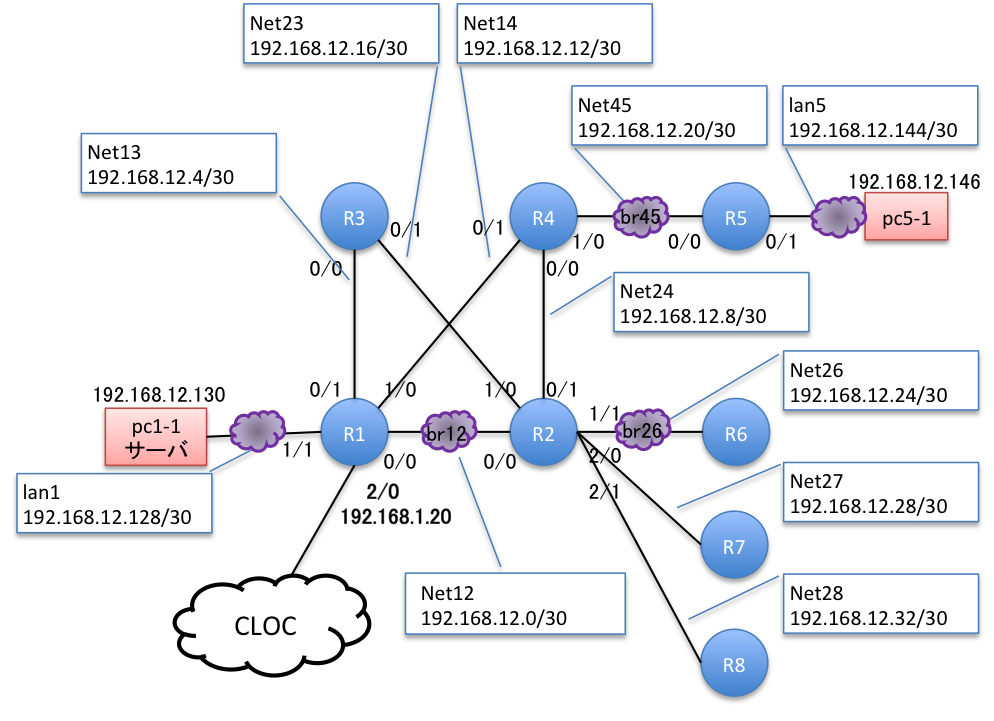 Net23
192.168.12.16/30
Net14
192.168.12.12/30
Net45
192.168.12.20/30
lan5
192.168.12.144/30
Net13
192.168.12.4/30
192.168.12.146
R3
R4
br45
R5
pc5-1
0/1
0/1
1/0
0/0
0/1
0/0
0/0
Net24
192.168.12.8/30
Net26
192.168.12.24/30
192.168.12.130
0/1
1/0
1/0
0/1
1/1
pc1-1
サーバ
R1
br12
R2
br26
R6
1/1
0/0
0/0
2/0
Net27
192.168.12.28/30
lan1
192.168.12.128/30
2/0
192.168.1.20
2/1
R7
Net12
192.168.12.0/30
Net28
192.168.12.32/30
CLOC
R8